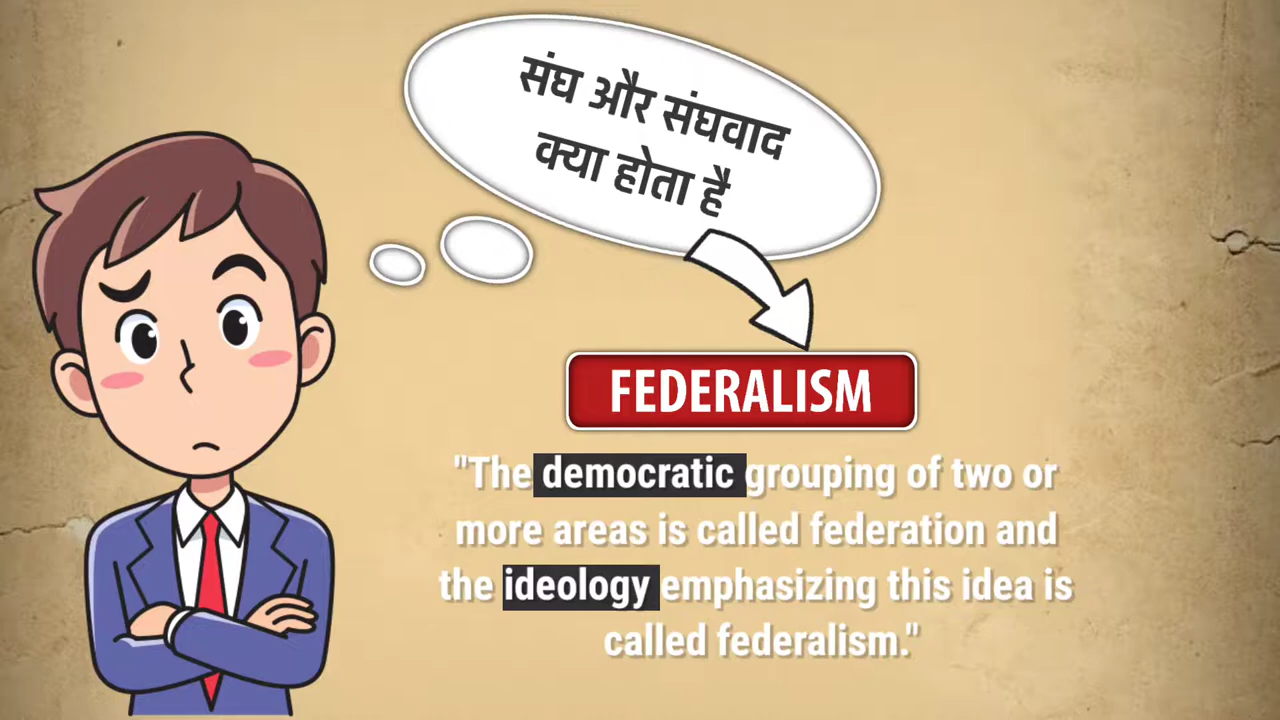 संघ और संघवाद
क्या होता है
FEDERALISM
"The democratic grouping of two or
more areas is called federation and
the ideology emphasizing this idea is
called federalism."